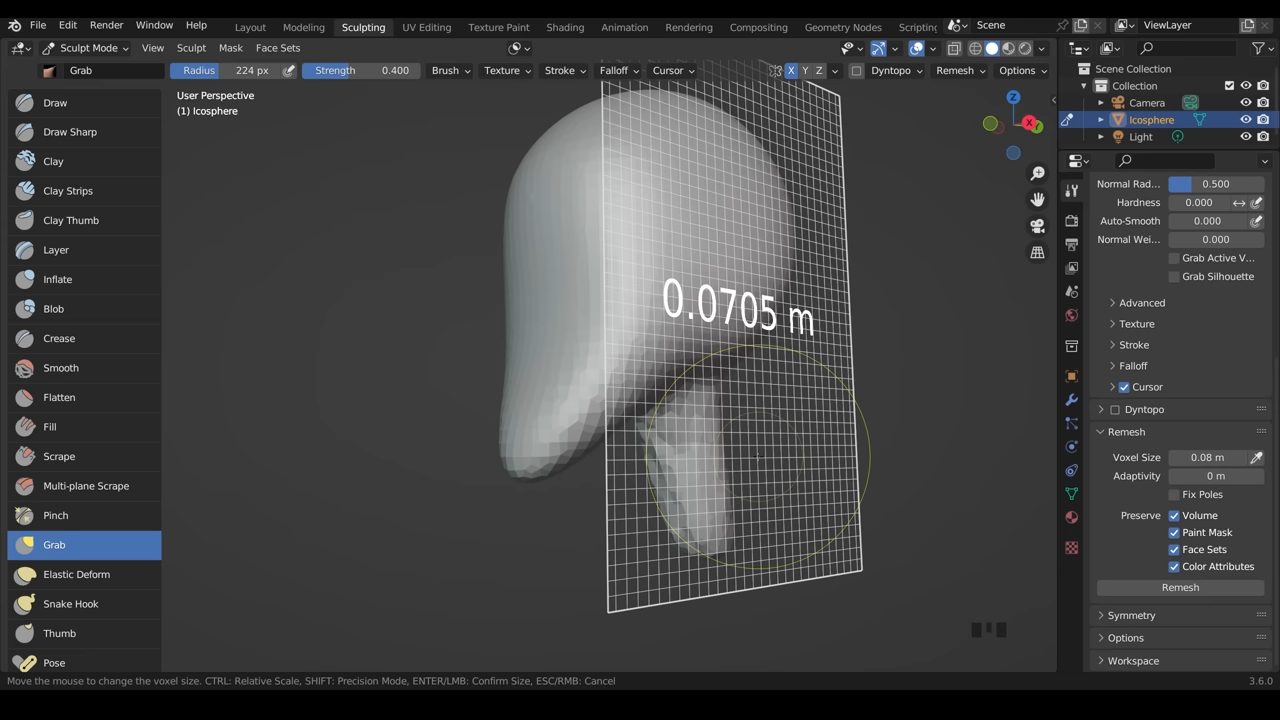 File Edit Render Window Help Layout Modeling Sculpting UV Editing Texture Paint Shading Animation Rendering Compositing Geometry Nodes Scripting Scene ViewLayer
Sculpt Mode View Sculpt Mask Face Sets
Grab Radius 224 px Strength 0.400 Brush Texture Stroke Falloff Cursor X Y Z Dyntopo Remesh Options
User Perspective
(1) Icosphere
Draw
Draw Sharp
Clay
Clay Strips
Clay Thumb
Layer
Inflate
Blob
Crease
Smooth
Flatten
Fill
Scrape
Multi-plane Scrape
Pinch
Grab
Elastic Deform
Snake Hook
Thumb
Pose
0.0705 m
Z
X
Y
Scene Collection
Collection
Camera
Icosphere
Light
Normal Rad... 0.500
Hardness 0.000
Auto-Smooth 0.000
Normal Wei... 0.000
Grab Active V...
Grab Silhouette
Advanced
Texture
Stroke
Falloff
Cursor
Dyntopo
Remesh
Voxel Size 0.08 m
Adaptivity 0 m
Fix Poles
Preserve Volume
Paint Mask
Face Sets
Color Attributes
Remesh
Symmetry
Options
Workspace
Move the mouse to change the voxel size. CTRL: Relative Scale, SHIFT: Precision Mode, ENTER/LMB: Confirm Size, ESC/RMB: Cancel 3.6.0